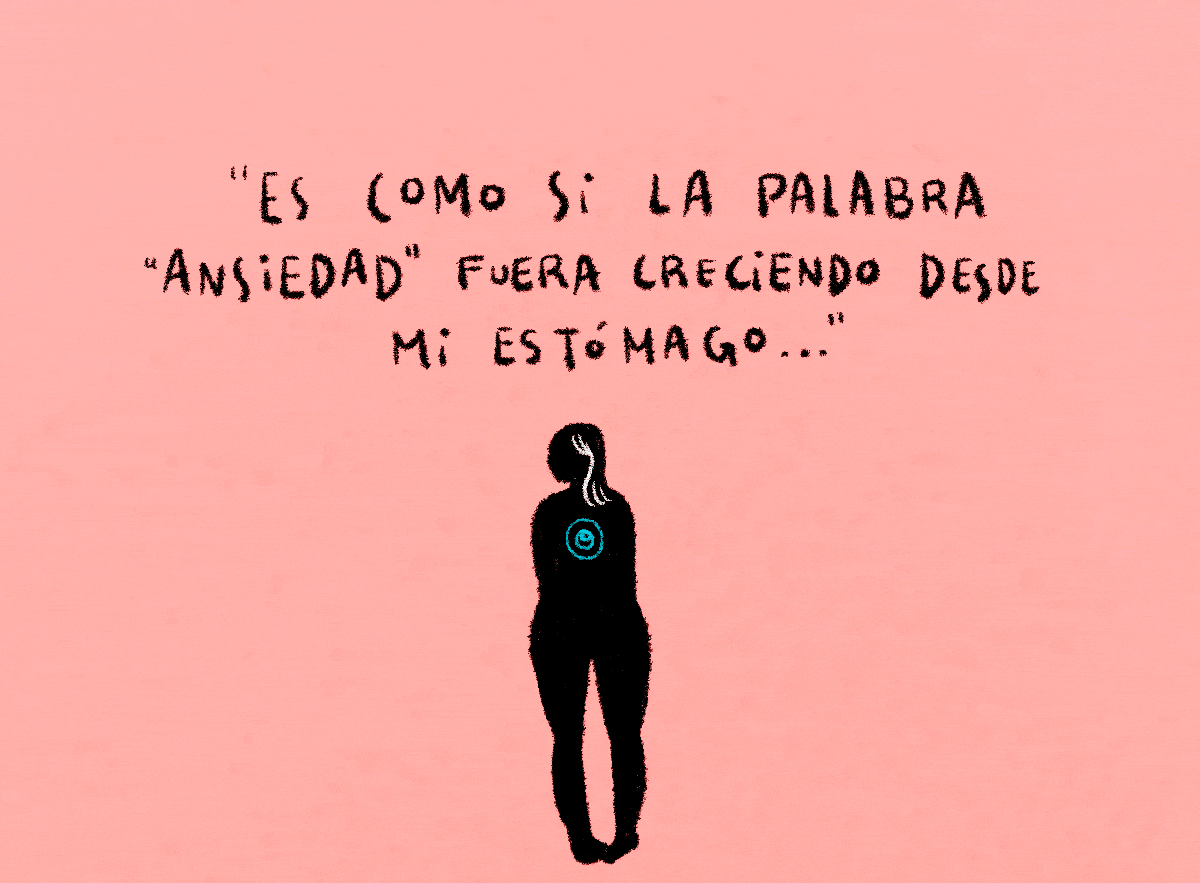 "ES COMO Si LA PALABRA
"ANSiEDAD" FUERA CRECiENDO DESDE
Mi ESTÓMAGO..."